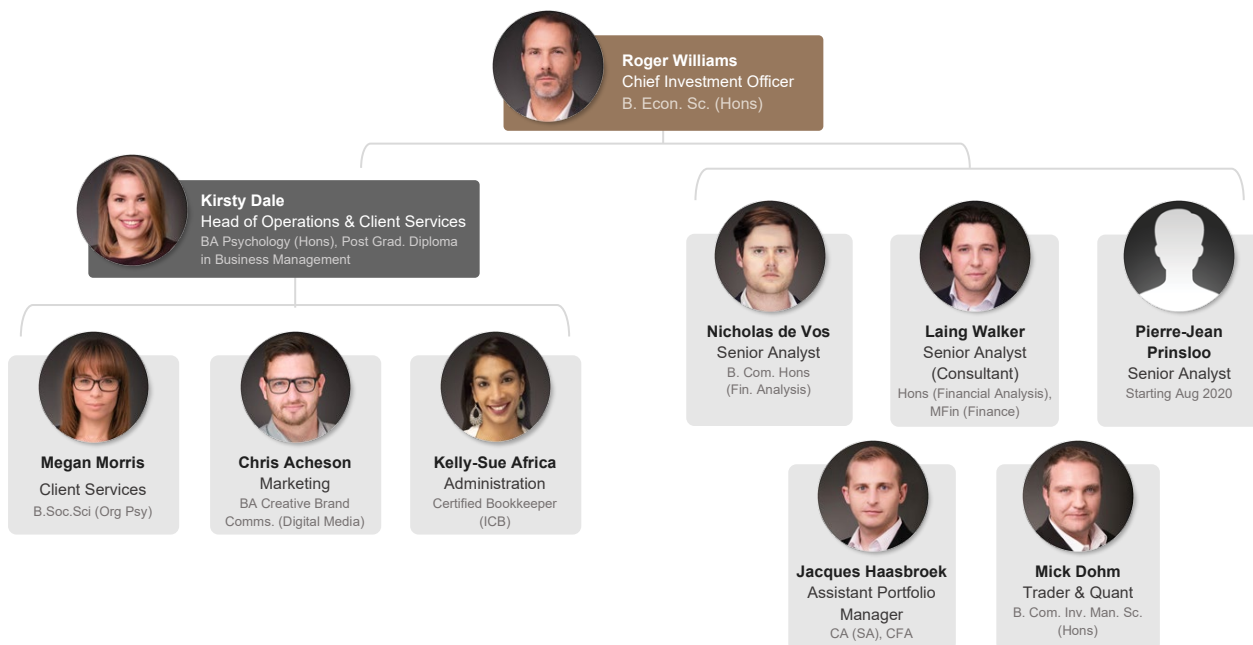 Roger Williams
Chief Investment Officer
B. Econ. Sc. (Hons)
Kirsty Dale
Head of Operations & Client Services
BA Psychology (Hons), Post Grad. Diploma
in Business Management
Nicholas de Vos
Senior Analyst
B. Com. Hons
(Fin. Analysis)
Laing Walker
Senior Analyst
(Consultant)
Hons (Financial Analysis),
MFin (Finance)
Pierre-Jean
Prinsloo
Senior Analyst
Starting Aug 2020
Megan Morris
Client Services
B.Soc.Sci (Org Psy)
Chris Acheson
Marketing
BA Creative Brand
Comms. (Digital Media)
Kelly-Sue Africa
Administration
Certified Bookkeeper
(ICB)
Jacques Haasbroek
Assistant Portfolio
Manager
CA (SA), CFA
Mick Dohm
Trader & Quant
B. Com. Inv. Man. Sc.
(Hons)